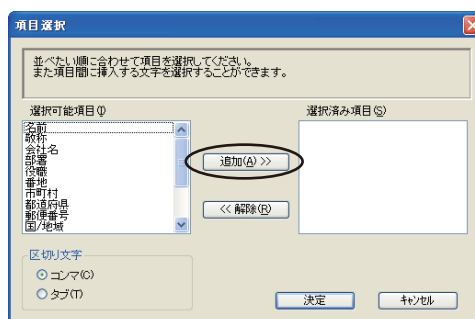 項目選択
並べたい順に合わせて項目を選択してください。
また項目間に挿入する文字を選択することができます。
選択可能項目(I)
名前
敬称
会社名
部署
役職
番地
市町村
都道府県
郵便番号
国/地域
追加(A) >>
<< 解除(R)
選択済み項目(S)
区切り文字
コンマ(C)
タブ(T)
決定
キャンセル